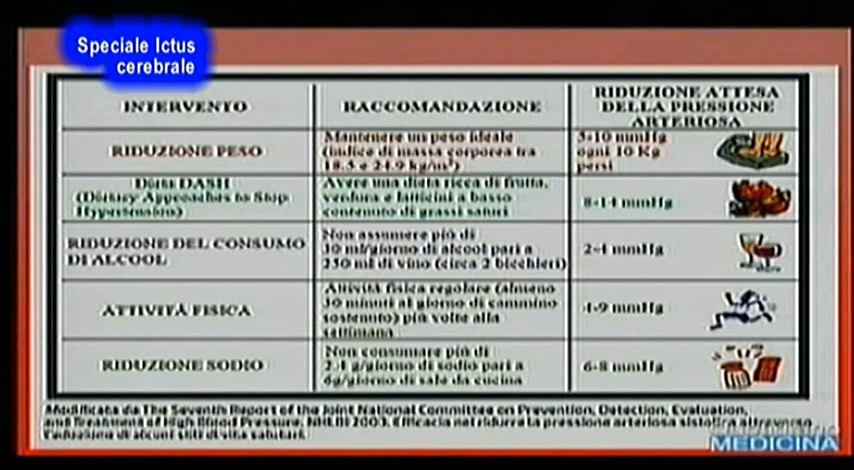 Speciale Ictus
cerebrale
INTERVENTO
RACCOMANDAZIONE
RIDUZIONE ATTESA
DELLA PRESSIONE
ARTERIOSA
RIDUZIONE PESO
Mantenere un peso ideale
(indice di massa corporea tra
18.5 e 24.9 kg/m²)
5-10 mmHg
ogni 10 Kg
persi
Dieta DASH
(Dietary Approaches to Stop
Hypertension)
Avere una dieta ricca di frutta,
verdura e latticini a basso
contenuto di grassi saturi
8-14 mmHg
RIDUZIONE DEL CONSUMO
DI ALCOOL
Non assumere più di
30 ml/giorno di alcool pari a
250 ml di vino (circa 2 bicchieri)
2-4 mmHg
ATTIVITÀ FISICA
Attività fisica regolare (almeno
30 minuti al giorno di cammino
sostenuto) più volte alla
settimana
4-9 mmHg
RIDUZIONE SODIO
Non consumare più di
2.4 g/giorno di sodio pari a
6g/giorno di sale da cucina
6-8 mmHg
Modificata da The Seventh Report of the Joint National Committee on Prevention, Detection, Evaluation,
and Treatment of High Blood Pressure, NHLBI 2003. Efficacia nel ridurre la pressione arteriosa sistolica attraverso
l'adozione di alcuni stili di vita salutari.
MEDICINA